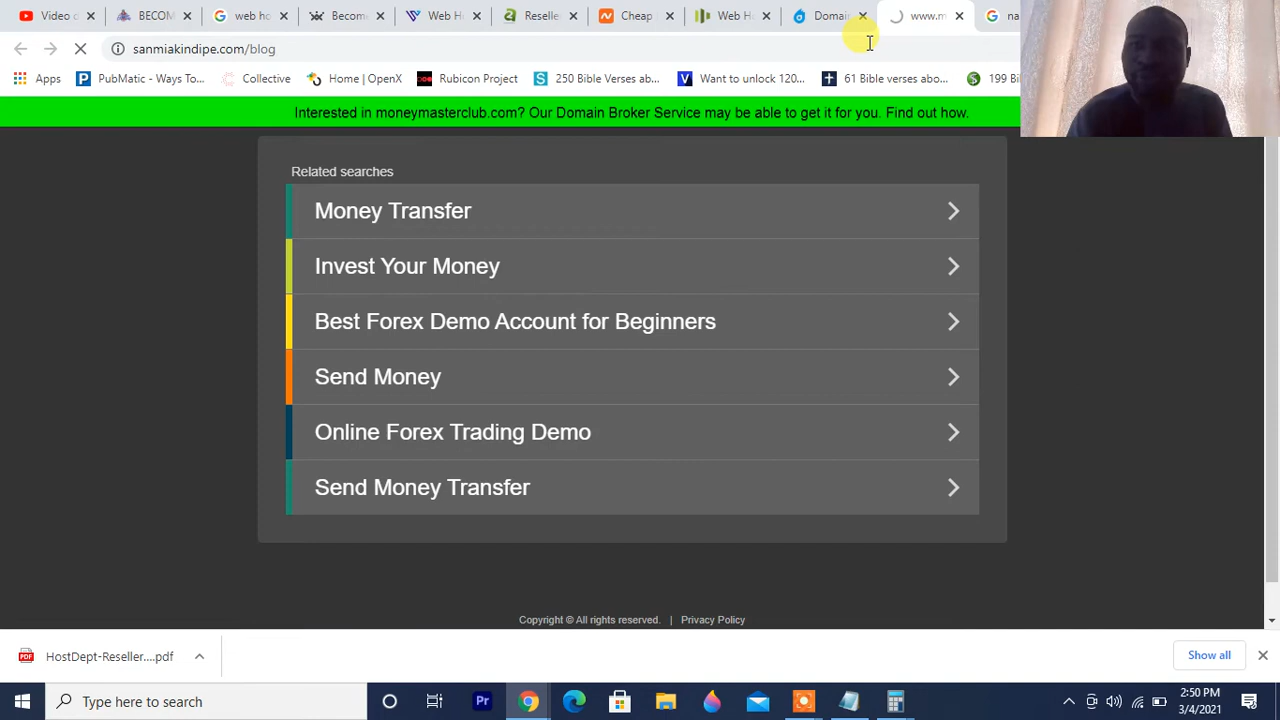 Video d
BECOM
web ho
Becom
Web H
Reselle
Cheap
Web H
Domain
www.m
na
sanmiakindipe.com/blog
Apps
PubMatic - Ways To...
Collective
Home | OpenX
Rubicon Project
250 Bible Verses ab...
Want to unlock 120...
61 Bible verses abo...
199 Bi
Interested in moneymasterclub.com? Our Domain Broker Service may be able to get it for you. Find out how.
Related searches
Money Transfer
Invest Your Money
Best Forex Demo Account for Beginners
Send Money
Online Forex Trading Demo
Send Money Transfer
Copyright © All rights reserved. | Privacy Policy
HostDept-Reseller....pdf
Show all
Type here to search
Pr
2:50 PM
3/4/2021